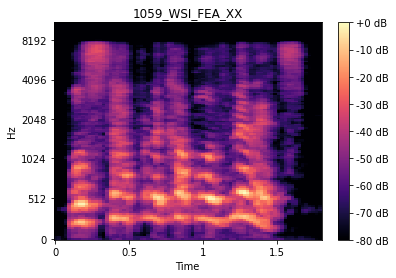 1059_WSI_FEA_XX
Hz
8192
4096
2048
1024
512
0
0
0.5
1
1.5
Time
+0 dB
-10 dB
-20 dB
-30 dB
-40 dB
-50 dB
-60 dB
-70 dB
-80 dB